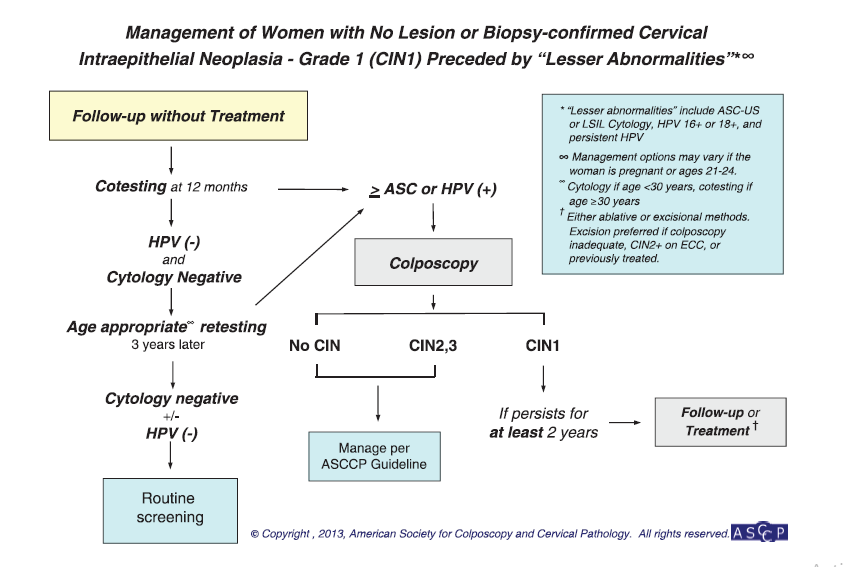 Management of Women with No Lesion or Biopsy-confirmed Cervical
Intraepithelial Neoplasia - Grade 1 (CIN1) Preceded by “Lesser Abnormalities”*∞
Follow-up without Treatment
Cotesting at 12 months
≥ ASC or HPV (+)
HPV (-)
and
Cytology Negative
Age appropriate∞ retesting
3 years later
Cytology negative
+/-
HPV (-)
Routine
screening
Colposcopy
No CIN
CIN2,3
CIN1
Manage per
ASCCP Guideline
If persists for
at least 2 years
Follow-up or
Treatment †
* “Lesser abnormalities” include ASC-US
or LSIL Cytology, HPV 16+ or 18+, and
persistent HPV
∞ Management options may vary if the
woman is pregnant or ages 21-24.
∞ Cytology if age <30 years, cotesting if
age ≥30 years
† Either ablative or excisional methods.
Excision preferred if colposcopy
inadequate, CIN2+ on ECC, or
previously treated.
© Copyright , 2013, American Society for Colposcopy and Cervical Pathology. All rights reserved.
ASCCP